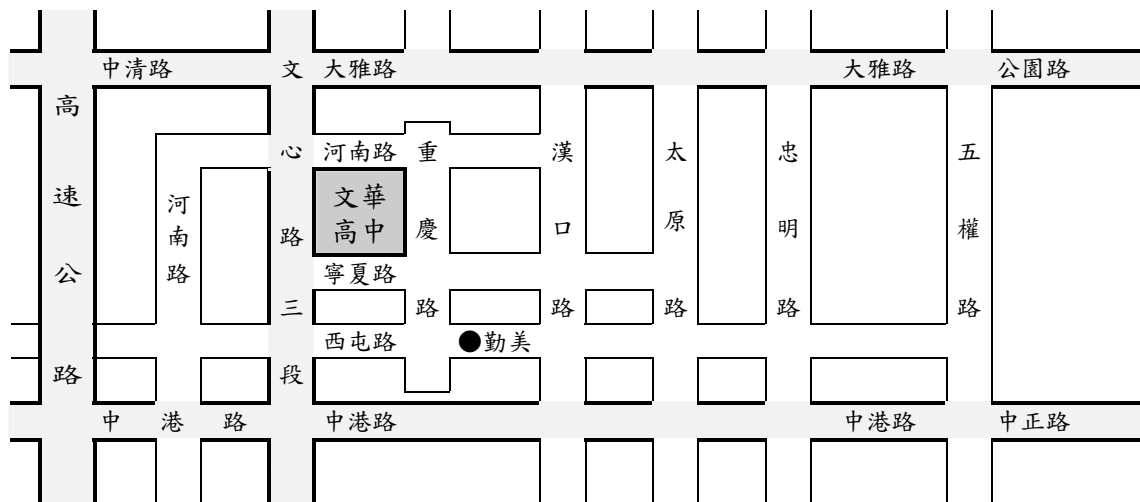 中清路
大雅路
大雅路
公園路
高速公路
文心路三段
河南路
河南路
重慶路
漢口路
太原路
忠明路
五權路
文華
高中
寧夏路
西屯路
●勤美
中港路
中港路
中港路
中正路